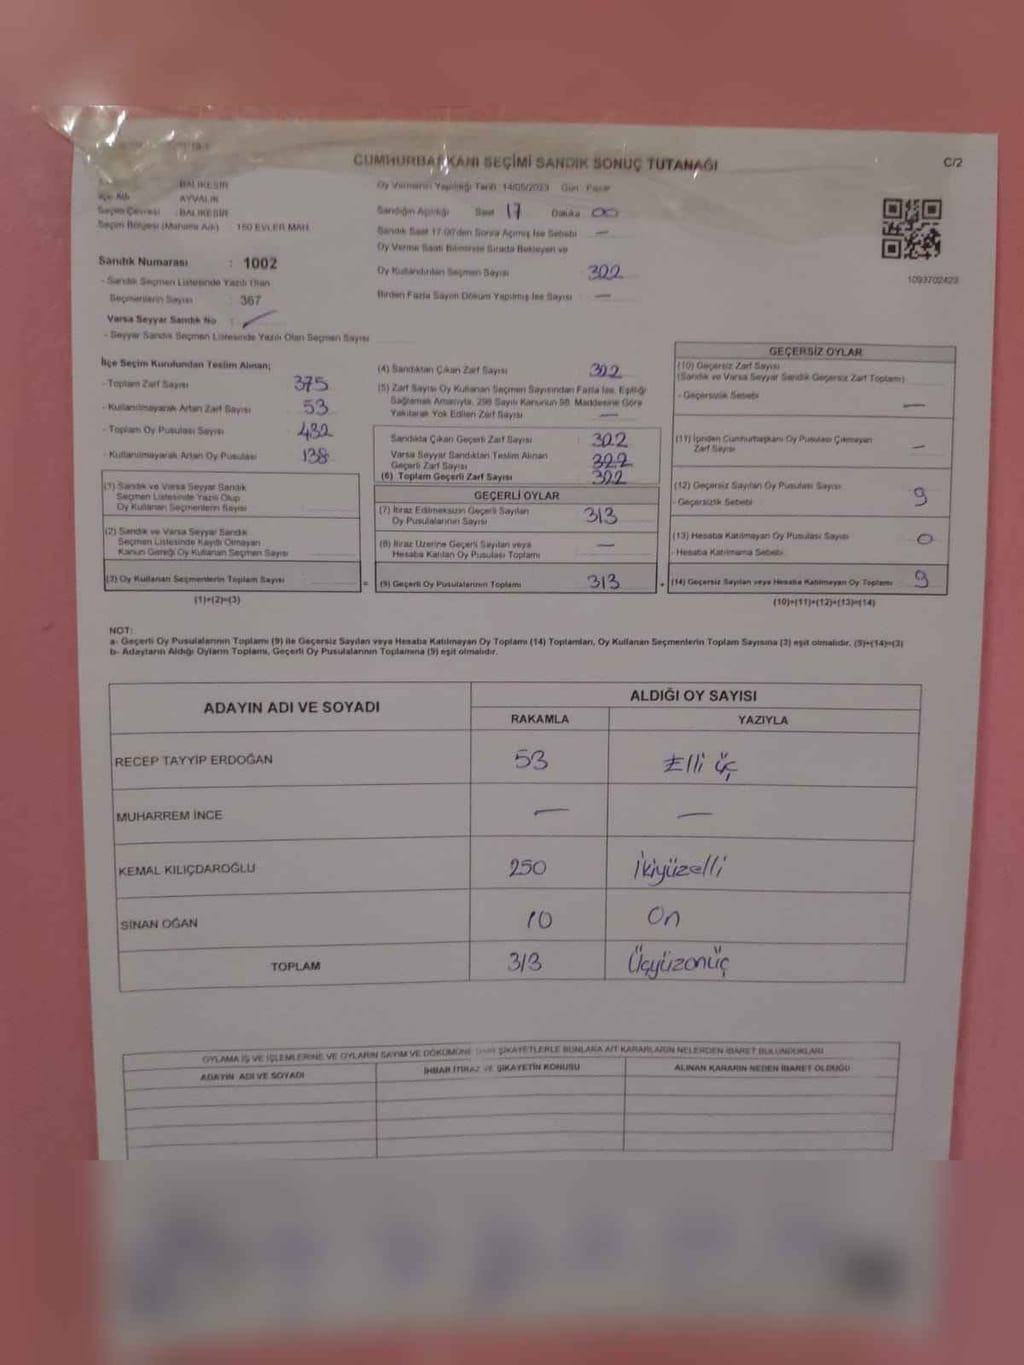 CUMHURBAŞKANI SEÇİMİ SANDIK SONUÇ TUTANAĞI
C/2
BALIKESİR
İlçe Adı AYVALIK
Seçim Çevresi : BALIKESİR
Seçim Bölgesi (Mahalle Adı) 150 EVLER MAH.
Sandık Numarası : 1002
- Sandık Seçmen Listesinde Yazılı Olan
Seçmenlerin Sayısı : 367
Varsa Seyyar Sandık No :
- Seyyar Sandık Seçmen Listesinde Yazılı Olan Seçmen Sayısı
Oy Vermenin Yapıldığı Tarih : 14/05/2023 Gün : Pazar
Sandığın Açıldığı Saat 17 Dakika 00
Sandık Saat 17:00'den Sonra Açılmış İse Sebebi —
Oy Verme Saati Bitiminde Sırada Bekleyen ve
Oy Kullandırılan Seçmen Sayısı 322
Birden Fazla Sayım Döküm Yapılmış İse Sayısı —
1093702423
İlçe Seçim Kurulundan Teslim Alınan;
- Toplam Zarf Sayısı 375
- Kullanılmayarak Artan Zarf Sayısı 53
- Toplam Oy Pusulası Sayısı
- Kullanılmayarak Artan Oy Pusulası 138
(1) Sandık ve Varsa Seyyar Sandık
Seçmen Listesinde Yazılı Olup
Oy Kullanan Seçmenlerin Sayısı
(2) Sandık ve Varsa Seyyar Sandık
Seçmen Listesinde Kaydı Olmayan
Kanun Gereği Oy Kullanan Seçmen Sayısı
(3) Oy Kullanan Seçmenlerin Toplam Sayısı
(1)+(2)=(3)
(4) Sandıktan Çıkan Zarf Sayısı 322
(5) Zarf Sayısı Oy Kullanan Seçmen Sayısından Fazla İse, Eşitliği
Sağlamak Amacıyla, 298 Sayılı Kanunun 98. Maddesine Göre
Yakılarak Yok Edilen Zarf Sayısı —
Sandıkta Çıkan Geçerli Zarf Sayısı : 322
Varsa Seyyar Sandıktan Teslim Alınan
Geçerli Zarf Sayısı : 322
(6) Toplam Geçerli Zarf Sayısı : 322
GEÇERLİ OYLAR
(7) İtiraz Edilmeksizin Geçerli Sayılan
Oy Pusulalarının Sayısı : 313
(8) İtiraz Üzerine Geçerli Sayılan veya
Hesaba Katılan Oy Pusulası Toplamı —
= (9) Geçerli Oy Pusulalarının Toplamı : 313
GEÇERSİZ OYLAR
(10) Geçersiz Zarf Sayısı
(Sandık ve Varsa Seyyar Sandık Geçersiz Zarf Toplamı)
- Geçersizlik Sebebi —
(11) İçinden Cumhurbaşkanı Oy Pusulası Çıkmayan
Zarf Sayısı —
(12) Geçersiz Sayılan Oy Pusulası Sayısı 9
- Geçersizlik Sebebi
(13) Hesaba Katılmayan Oy Pusulası Sayısı 0
- Hesaba Katılmama Sebebi
+ (14) Geçersiz Sayılan veya Hesaba Katılmayan Oy Toplamı 9
(10)+(11)+(12)+(13)=(14)
NOT:
a- Geçerli Oy Pusulalarının Toplamı (9) ile Geçersiz Sayılan veya Hesaba Katılmayan Oy Toplamı (14) Toplamları, Oy Kullanan Seçmenlerin Toplam Sayısına (3) eşit olmalıdır. (9)+(14)=(3)
b- Adayların Aldığı Oyların Toplamı, Geçerli Oy Pusulalarının Toplamına (9) eşit olmalıdır.
ADAYIN ADI VE SOYADI ALDIĞI OY SAYISI
RAKAMLA YAZIYLA
RECEP TAYYİP ERDOĞAN 53 Elli üç
MUHARREM İNCE — —
KEMAL KILIÇDAROĞLU 250 İkiyüzelli
SİNAN OĞAN 10 On
TOPLAM 313 Üçyüzonüç
OYLAMA İŞ VE İŞLEMLERİNE VE OYLARIN SAYIM VE DÖKÜMÜNE DAİR ŞİKAYETLERLE BUNLARA AİT KARARLARIN NELERDEN İBARET BULUNDUKLARI
ADAYIN ADI VE SOYADI İHBAR İTİRAZ VE ŞİKAYETİN KONUSU ALINAN KARARIN NEDEN İBARET OLDUĞU